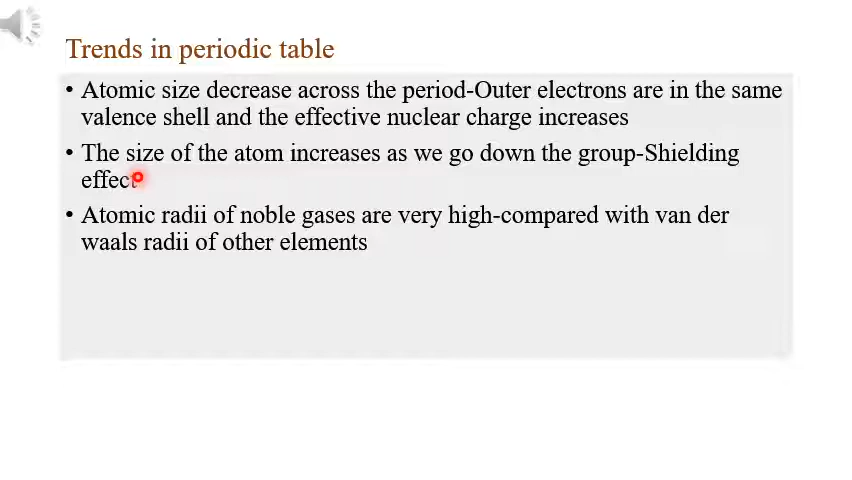 Trends in periodic table
• Atomic size decrease across the period-Outer electrons are in the same
valence shell and the effective nuclear charge increases
• The size of the atom increases as we go down the group-Shielding
effect
• Atomic radii of noble gases are very high-compared with van der
waals radii of other elements